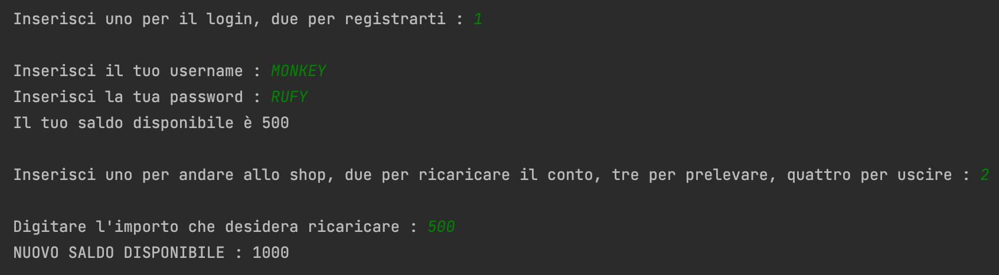 Inserisci uno per il login, due per registrarti : 1
Inserisci il tuo username : MONKEY
Inserisci la tua password : RUFY
Il tuo saldo disponibile è 500
Inserisci uno per andare allo shop, due per ricaricare il conto, tre per prelevare, quattro per uscire : 2
Digitare l'importo che desidera ricaricare : 500
NUOVO SALDO DISPONIBILE : 1000